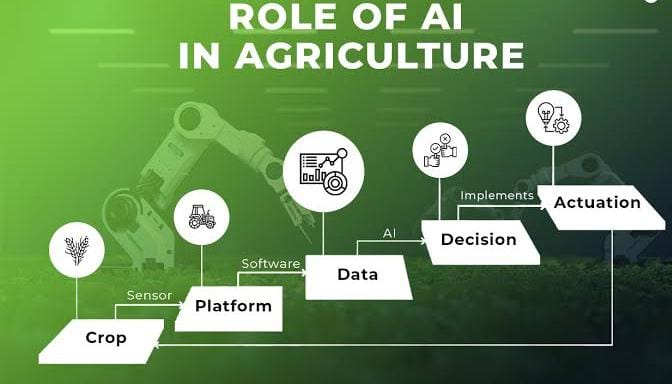 ROLE OF AI
IN AGRICULTURE
Crop
Sensor
Platform
Software
Data
AI
Decision
Implements
Actuation